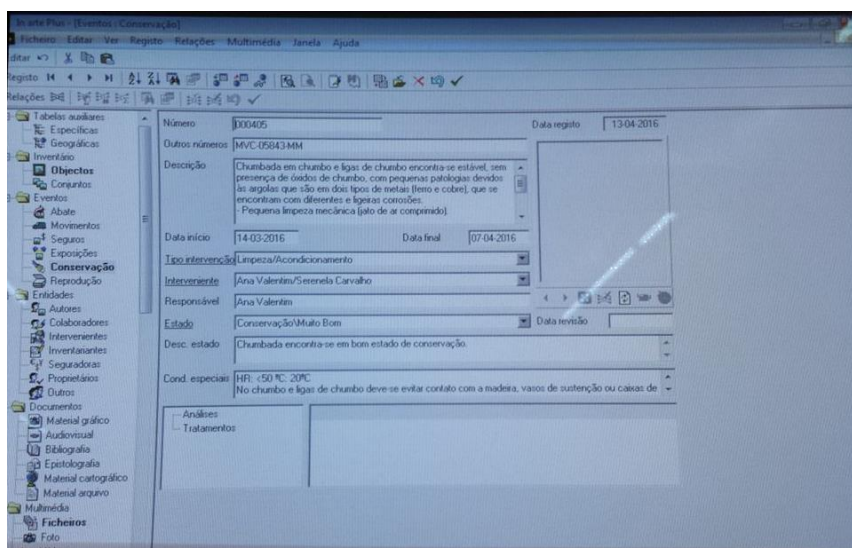 In arte Plus - [Eventos : Conservação]
Ficheiro Editar Ver Registo Relações Multimédia Janela Ajuda
ditar
Registo
Relações
Tabelas auxiliares
Específicas
Geográficas
Inventário
Objectos
Conjuntos
Eventos
Abate
Movimentos
Seguros
Exposições
Conservação
Reprodução
Entidades
Autores
Colaboradores
Intervenientes
Inventariantes
Seguradoras
Proprietários
Outros
Documentos
Material gráfico
Audiovisual
Bibliografia
Epistolografia
Material cartográfico
Material arquivo
Multimédia
Ficheiros
Foto
Número 000405 Data registo 13-04-2016
Outros números MVC-05843-MM
Descrição Chumbada em chumbo e ligas de chumbo encontra-se estável, sem
presença de óxidos de chumbo, com pequenas patologias devidos
às argolas que são em dois tipos de metais (ferro e cobre), que se
encontram com diferentes e ligeiras corrosões.
- Pequena limpeza mecânica (jato de ar comprimido).
Data início 14-03-2016 Data final 07-04-2016
Tipo intervenção Limpeza/Acondicionamento
Interveniente Ana Valentim/Serenela Carvalho
Responsável Ana Valentim
Estado Conservação\Muito Bom Data revisão
Desc. estado Chumbada encontra-se em bom estado de conservação.
Cond. especiais HR: <50 ºC: 20ºC
No chumbo e ligas de chumbo deve-se evitar contato com a madeira, vasos de sustenção ou caixas de
Análises
Tratamentos